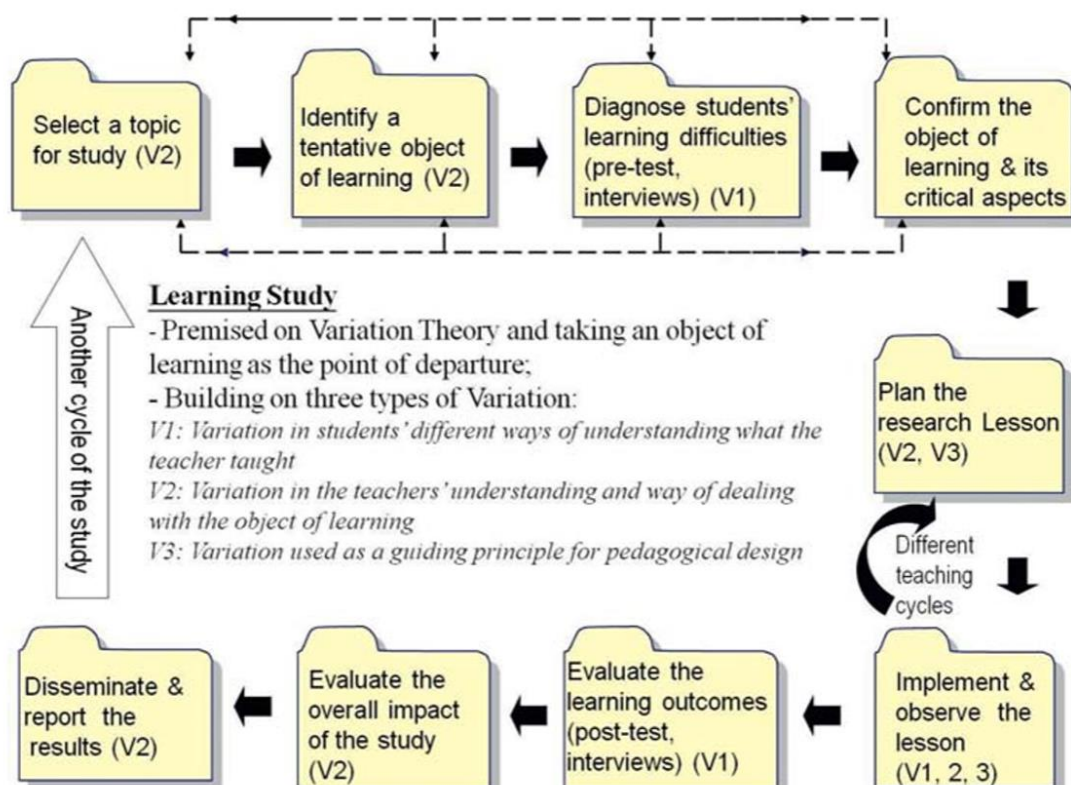 Select a topic
for study (V2)
Identify a
tentative object
of learning (V2)
Diagnose students'
learning difficulties
(pre-test,
interviews) (V1)
Confirm the
object of
learning & its
critical aspects
Another cycle of the study
Learning Study
- Premised on Variation Theory and taking an object of
learning as the point of departure;
- Building on three types of Variation:
V1: Variation in students' different ways of understanding what the
teacher taught
V2: Variation in the teachers' understanding and way of dealing
with the object of learning
V3: Variation used as a guiding principle for pedagogical design
Plan the
research Lesson
(V2, V3)
Different
teaching
cycles
Disseminate &
report the
results (V2)
Evaluate the
overall impact
of the study
(V2)
Evaluate the
learning outcomes
(post-test,
interviews) (V1)
Implement &
observe the
lesson
(V1, 2, 3)